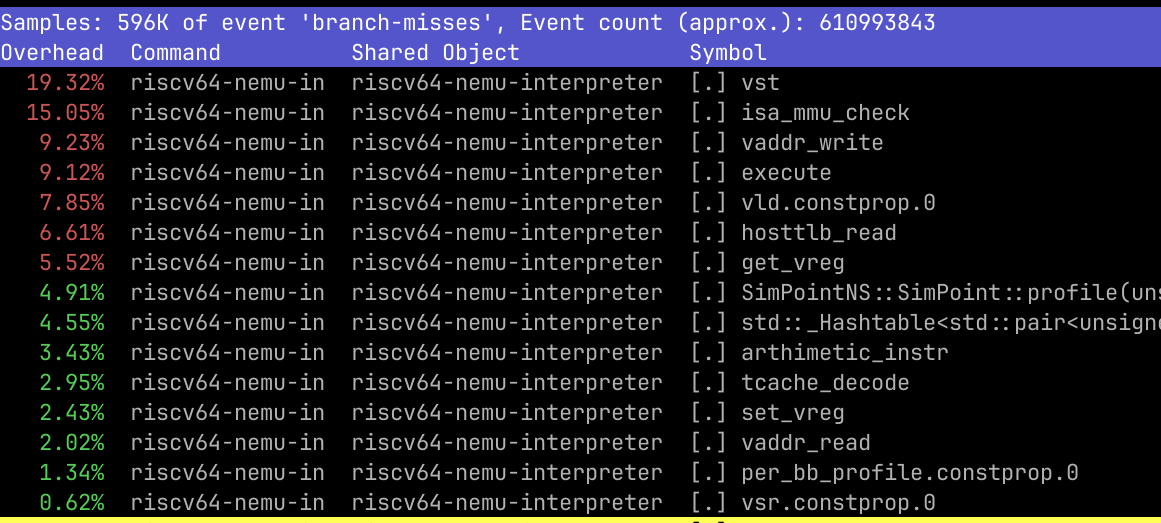 Samples: 596K of event 'branch-misses', Event count (approx.): 610993843
Overhead  Command         Shared Object             Symbol
19.32%  riscv64-nemu-in  riscv64-nemu-interpreter  [.] vst
15.05%  riscv64-nemu-in  riscv64-nemu-interpreter  [.] isa_mmu_check
9.23%  riscv64-nemu-in  riscv64-nemu-interpreter  [.] vaddr_write
9.12%  riscv64-nemu-in  riscv64-nemu-interpreter  [.] execute
7.85%  riscv64-nemu-in  riscv64-nemu-interpreter  [.] vld.constprop.0
6.61%  riscv64-nemu-in  riscv64-nemu-interpreter  [.] hosttlb_read
5.52%  riscv64-nemu-in  riscv64-nemu-interpreter  [.] get_vreg
4.91%  riscv64-nemu-in  riscv64-nemu-interpreter  [.] SimPointNS::SimPoint::profile(uns
4.55%  riscv64-nemu-in  riscv64-nemu-interpreter  [.] std::_Hashtable<std::pair<unsigne
3.43%  riscv64-nemu-in  riscv64-nemu-interpreter  [.] arthimetic_instr
2.95%  riscv64-nemu-in  riscv64-nemu-interpreter  [.] tcache_decode
2.43%  riscv64-nemu-in  riscv64-nemu-interpreter  [.] set_vreg
2.02%  riscv64-nemu-in  riscv64-nemu-interpreter  [.] vaddr_read
1.34%  riscv64-nemu-in  riscv64-nemu-interpreter  [.] per_bb_profile.constprop.0
0.62%  riscv64-nemu-in  riscv64-nemu-interpreter  [.] vsr.constprop.0